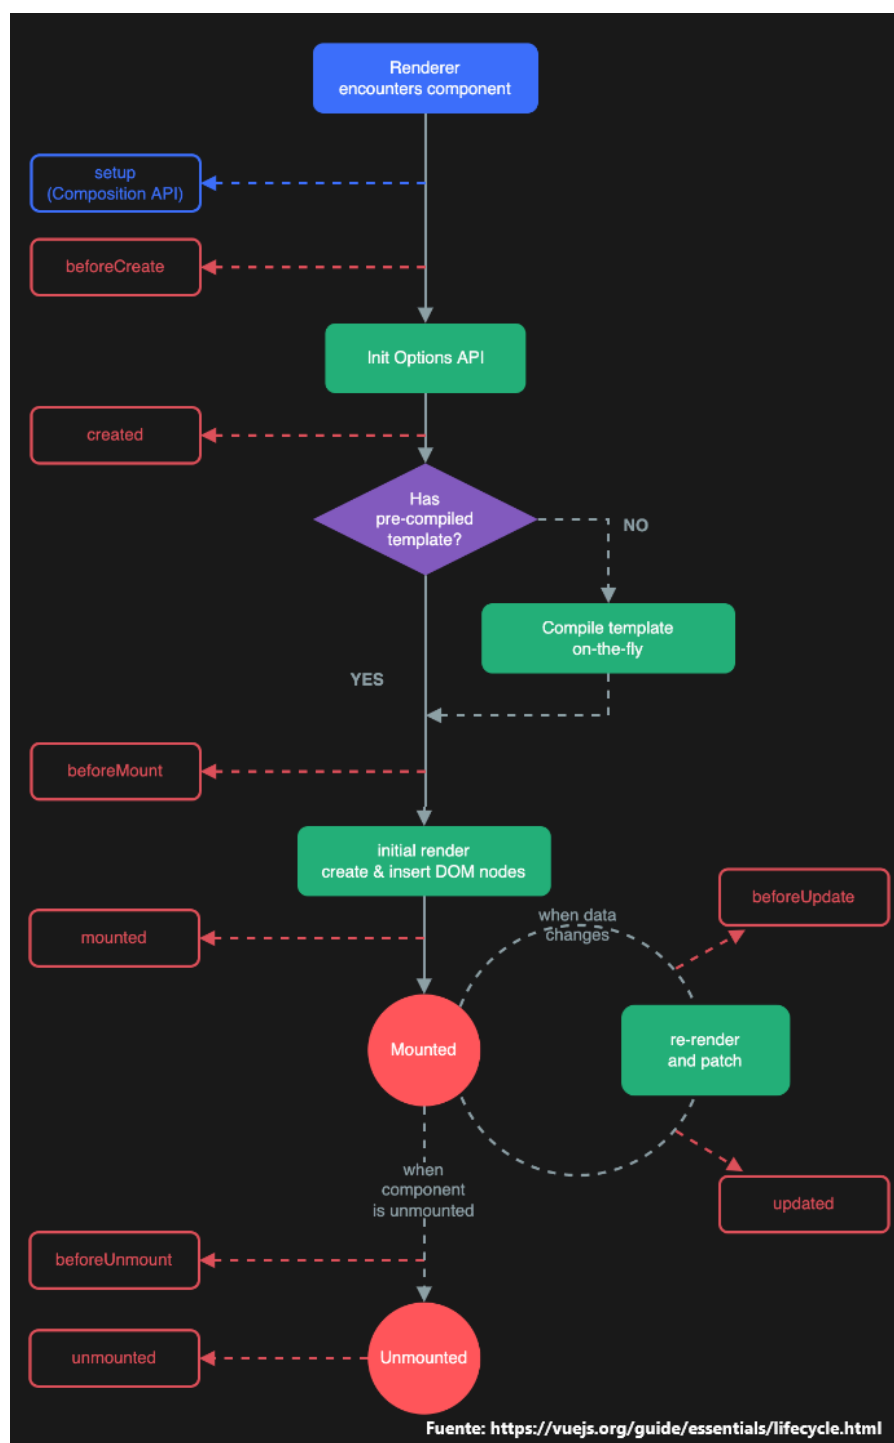 Renderer
encounters component
setup
(Composition API)
beforeCreate
Init Options API
created
Has
pre-compiled
template?
NO
Compile template
on-the-fly
YES
beforeMount
initial render
create & insert DOM nodes
mounted
when data
changes
beforeUpdate
Mounted
re-render
and patch
when
component
is unmounted
updated
beforeUnmount
unmounted
Unmounted
Fuente: https://vuejs.org/guide/essentials/lifecycle.html